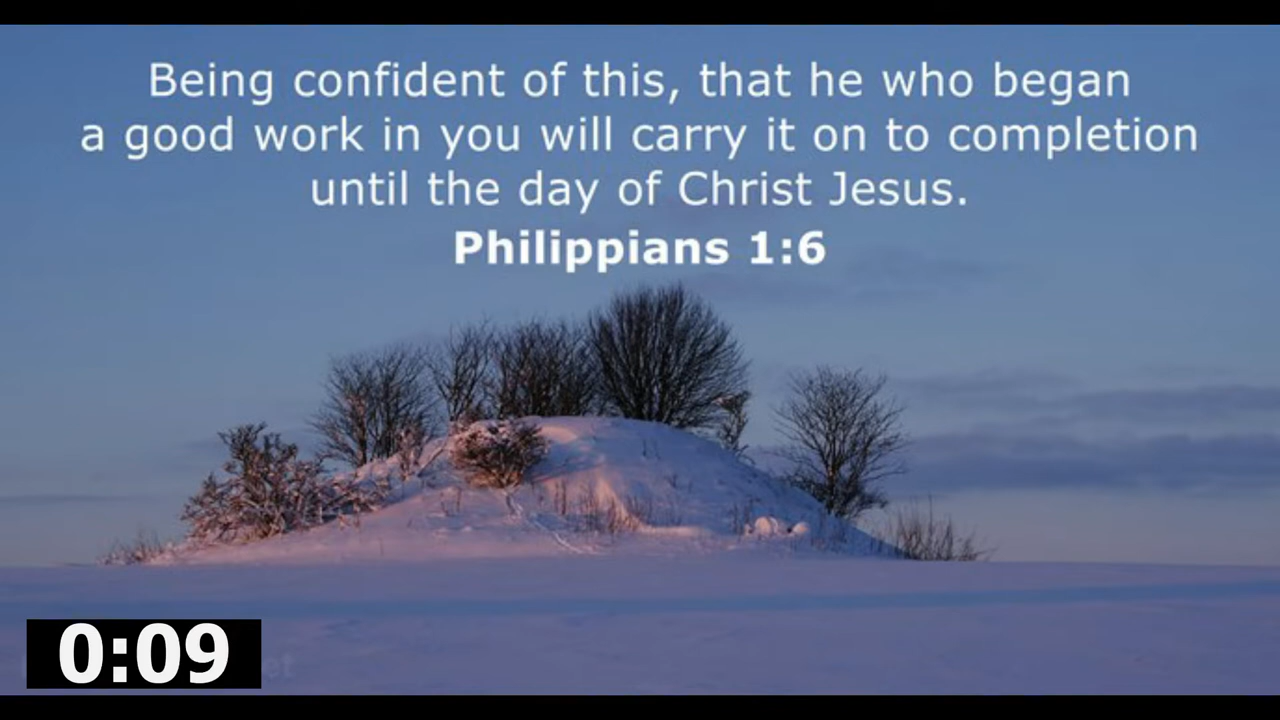 Being confident of this, that he who began
a good work in you will carry it on to completion
until the day of Christ Jesus.
Philippians 1:6
0:09